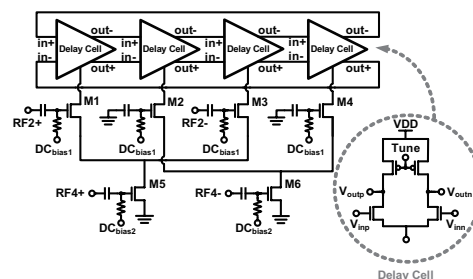 out- out- out- out-
in+ in+ in+ in+
Delay Cell Delay Cell Delay Cell Delay Cell
in- in- in- in-
out+ out+ out+ out+
M1 M2 M3 M4
RF2+ RF2-
DCbias1 DCbias1 DCbias1 DCbias1
M5 M6
RF4+ RF4-
DCbias2 DCbias2
VDD
Tune
Voutp Voutn
Vinp Vinn
Delay Cell